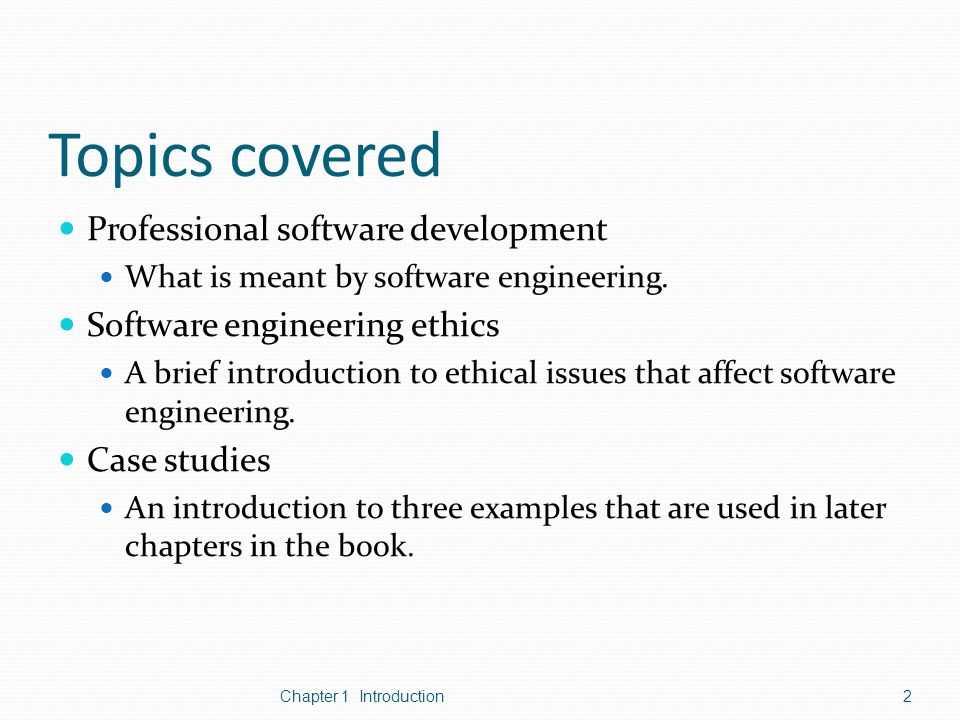 Topics covered
Professional software development
What is meant by software engineering.
Software engineering ethics
A brief introduction to ethical issues that affect software
engineering.
Case studies
An introduction to three examples that are used in later
chapters in the book.
Chapter 1 Introduction 2